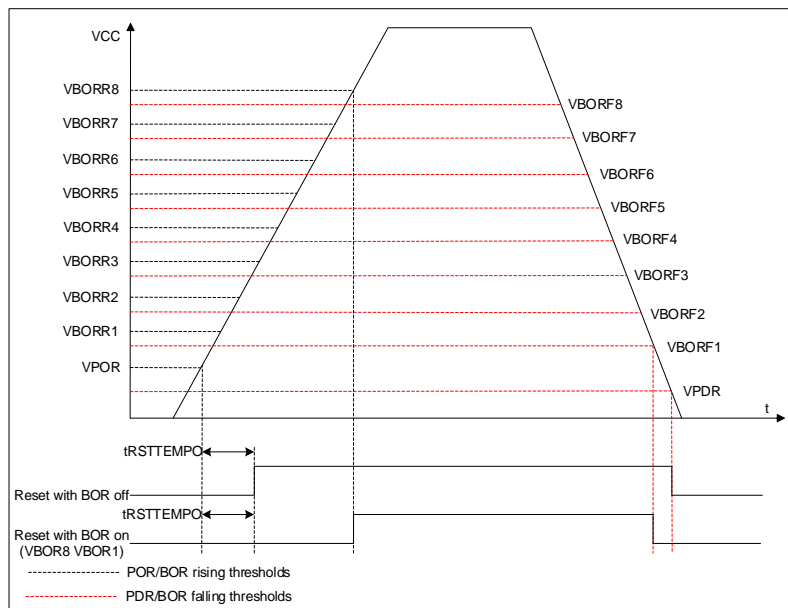 VCC
VBORR8
VBORF8
VBORR7
VBORF7
VBORR6
VBORF6
VBORR5
VBORF5
VBORR4
VBORF4
VBORR3
VBORF3
VBORR2
VBORF2
VBORR1
VBORF1
VPOR
VPDR
t
tRSTTEMPO
Reset with BOR off
tRSTTEMPO
Reset with BOR on
(VBOR8 VBOR1)
POR/BOR rising thresholds
PDR/BOR falling thresholds